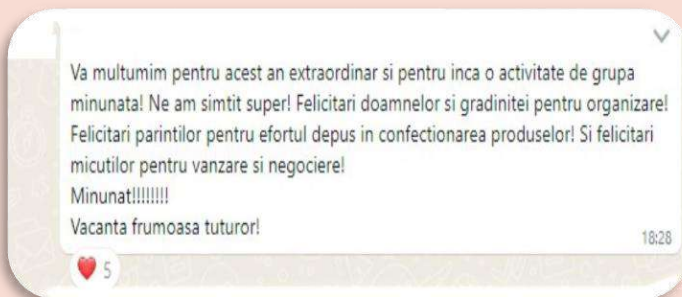 Va multumim pentru acest an extraordinar si pentru inca o activitate de grupa
minunata! Ne am simtit super! Felicitari doamnelor si gradinitei pentru organizare!
Felicitari parintilor pentru efortul depus in confectionarea produselor! Si felicitari
micutilor pentru vanzare si negociere!
Minunat!!!!!!!!
Vacanta frumoasa tuturor!
18:28
5